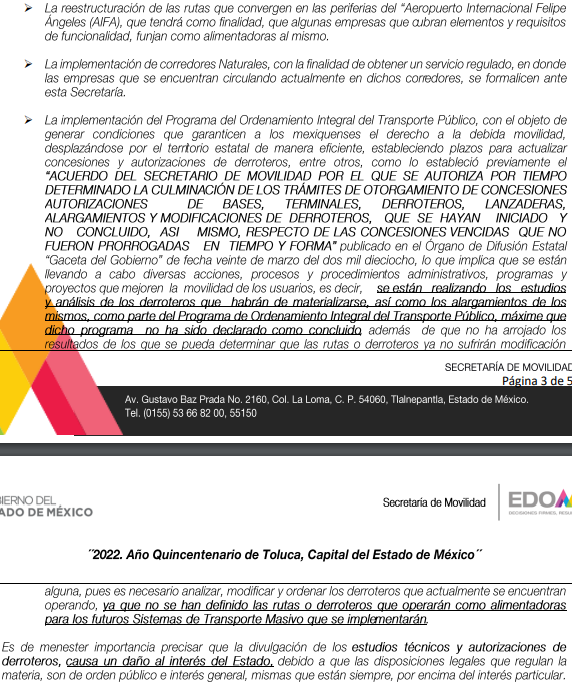 ➤ La reestructuración de las rutas que convergen en las periferias del "Aeropuerto Internacional Felipe
Ángeles (AIFA), que tendrá como finalidad, que algunas empresas que cubran elementos y requisitos
de funcionalidad, funjan como alimentadoras al mismo.
➤ La implementación de corredores Naturales, con la finalidad de obtener un servicio regulado, en donde
las empresas que se encuentran circulando actualmente en dichos corredores, se formalicen ante
esta Secretaría.
➤ La implementación del Programa del Ordenamiento Integral del Transporte Público, con el objeto de
generar condiciones que garanticen a los mexiquenses el derecho a la debida movilidad,
desplazándose por el territorio estatal de manera eficiente, estableciendo plazos para actualizar
concesiones y autorizaciones de derroteros, entre otros, como lo estableció previamente el
"ACUERDO DEL SECRETARIO DE MOVILIDAD POR EL QUE SE AUTORIZA POR TIEMPO
DETERMINADO LA CULMINACIÓN DE LOS TRÁMITES DE OTORGAMIENTO DE CONCESIONES
AUTORIZACIONES DE BASES, TERMINALES, DERROTEROS, LANZADERAS,
ALARGAMIENTOS Y MODIFICACIONES DE DERROTEROS, QUE SE HAYAN INICIADO Y
NO CONCLUIDO, ASI MISMO, RESPECTO DE LAS CONCESIONES VENCIDAS QUE NO
FUERON PRORROGADAS EN TIEMPO Y FORMA" publicado en el Órgano de Difusión Estatal
"Gaceta del Gobierno" de fecha veinte de marzo del dos mil dieciocho, lo que implica que se están
llevando a cabo diversas acciones, procesos y procedimientos administrativos, programas y
proyectos que mejoren la movilidad de los usuarios, es decir, se están realizando los estudios
y análisis de los derroteros que habrán de materializarse, así como los alargamientos de los
mismos, como parte del Programa de Ordenamiento Integral del Transporte Público, máxime que
dicho programa no ha sido declarado como concluido, además de que no ha arrojado los
resultados de los que se pueda determinar que las rutas o derroteros ya no sufrirán modificación
SECRETARÍA DE MOVILIDAD
Página 3 de 5
Av. Gustavo Baz Prada No. 2160, Col. La Loma, C. P. 54060, Tlalnepantla, Estado de México.
Tel. (0155) 53 66 82 00, 55150
BIERNO DEL
ADO DE MÉXICO
Secretaría de Movilidad
EDOM
DECISIONES FIRMES, RESU
´´2022. Año Quincentenario de Toluca, Capital del Estado de México´´
alguna, pues es necesario analizar, modificar y ordenar los derroteros que actualmente se encuentran
operando, ya que no se han definido las rutas o derroteros que operarán como alimentadoras
para los futuros Sistemas de Transporte Masivo que se implementarán.
Es de menester importancia precisar que la divulgación de los estudios técnicos y autorizaciones de
derroteros, causa un daño al interés del Estado, debido a que las disposiciones legales que regulan la
materia, son de orden público e interés general, mismas que están siempre, por encima del interés particular.